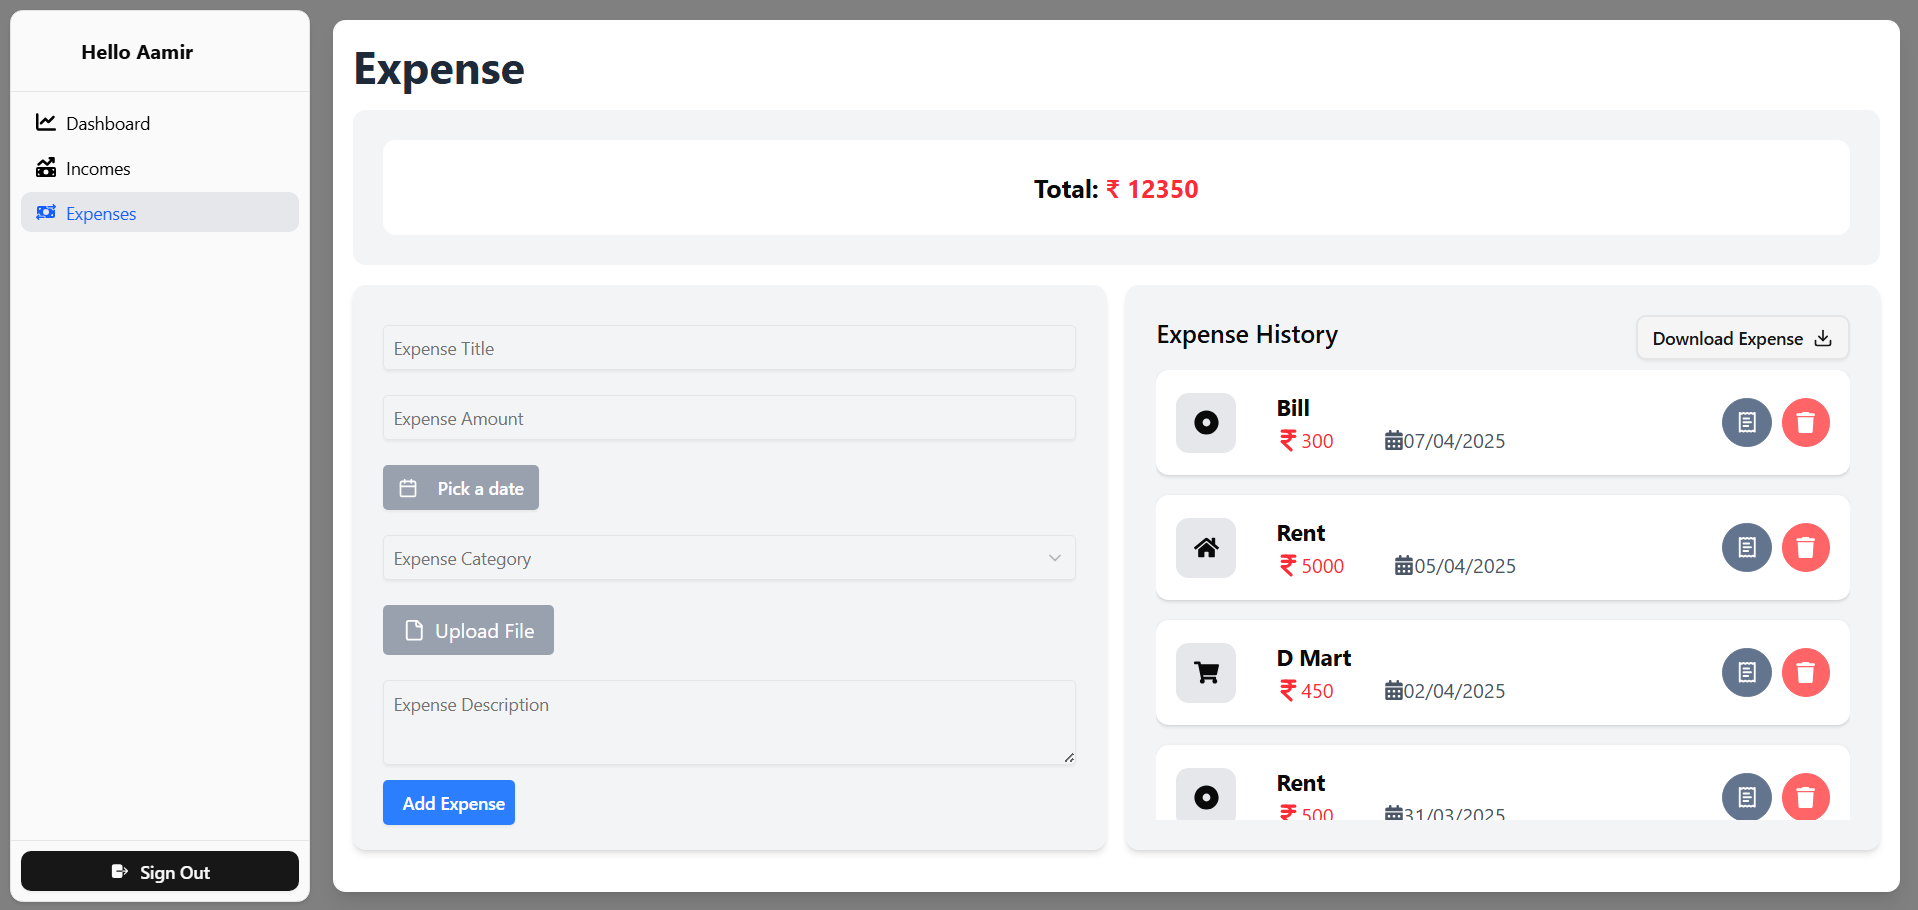 Hello Aamir
Dashboard
Incomes
Expenses
Sign Out
Expense
Total: ₹ 12350
Expense Title
Expense Amount
Pick a date
Expense Category
Upload File
Expense Description
Add Expense
Expense History
Download Expense
Bill
₹ 300 07/04/2025
Rent
₹ 5000 05/04/2025
D Mart
₹ 450 02/04/2025
Rent
₹ 500 31/03/2025